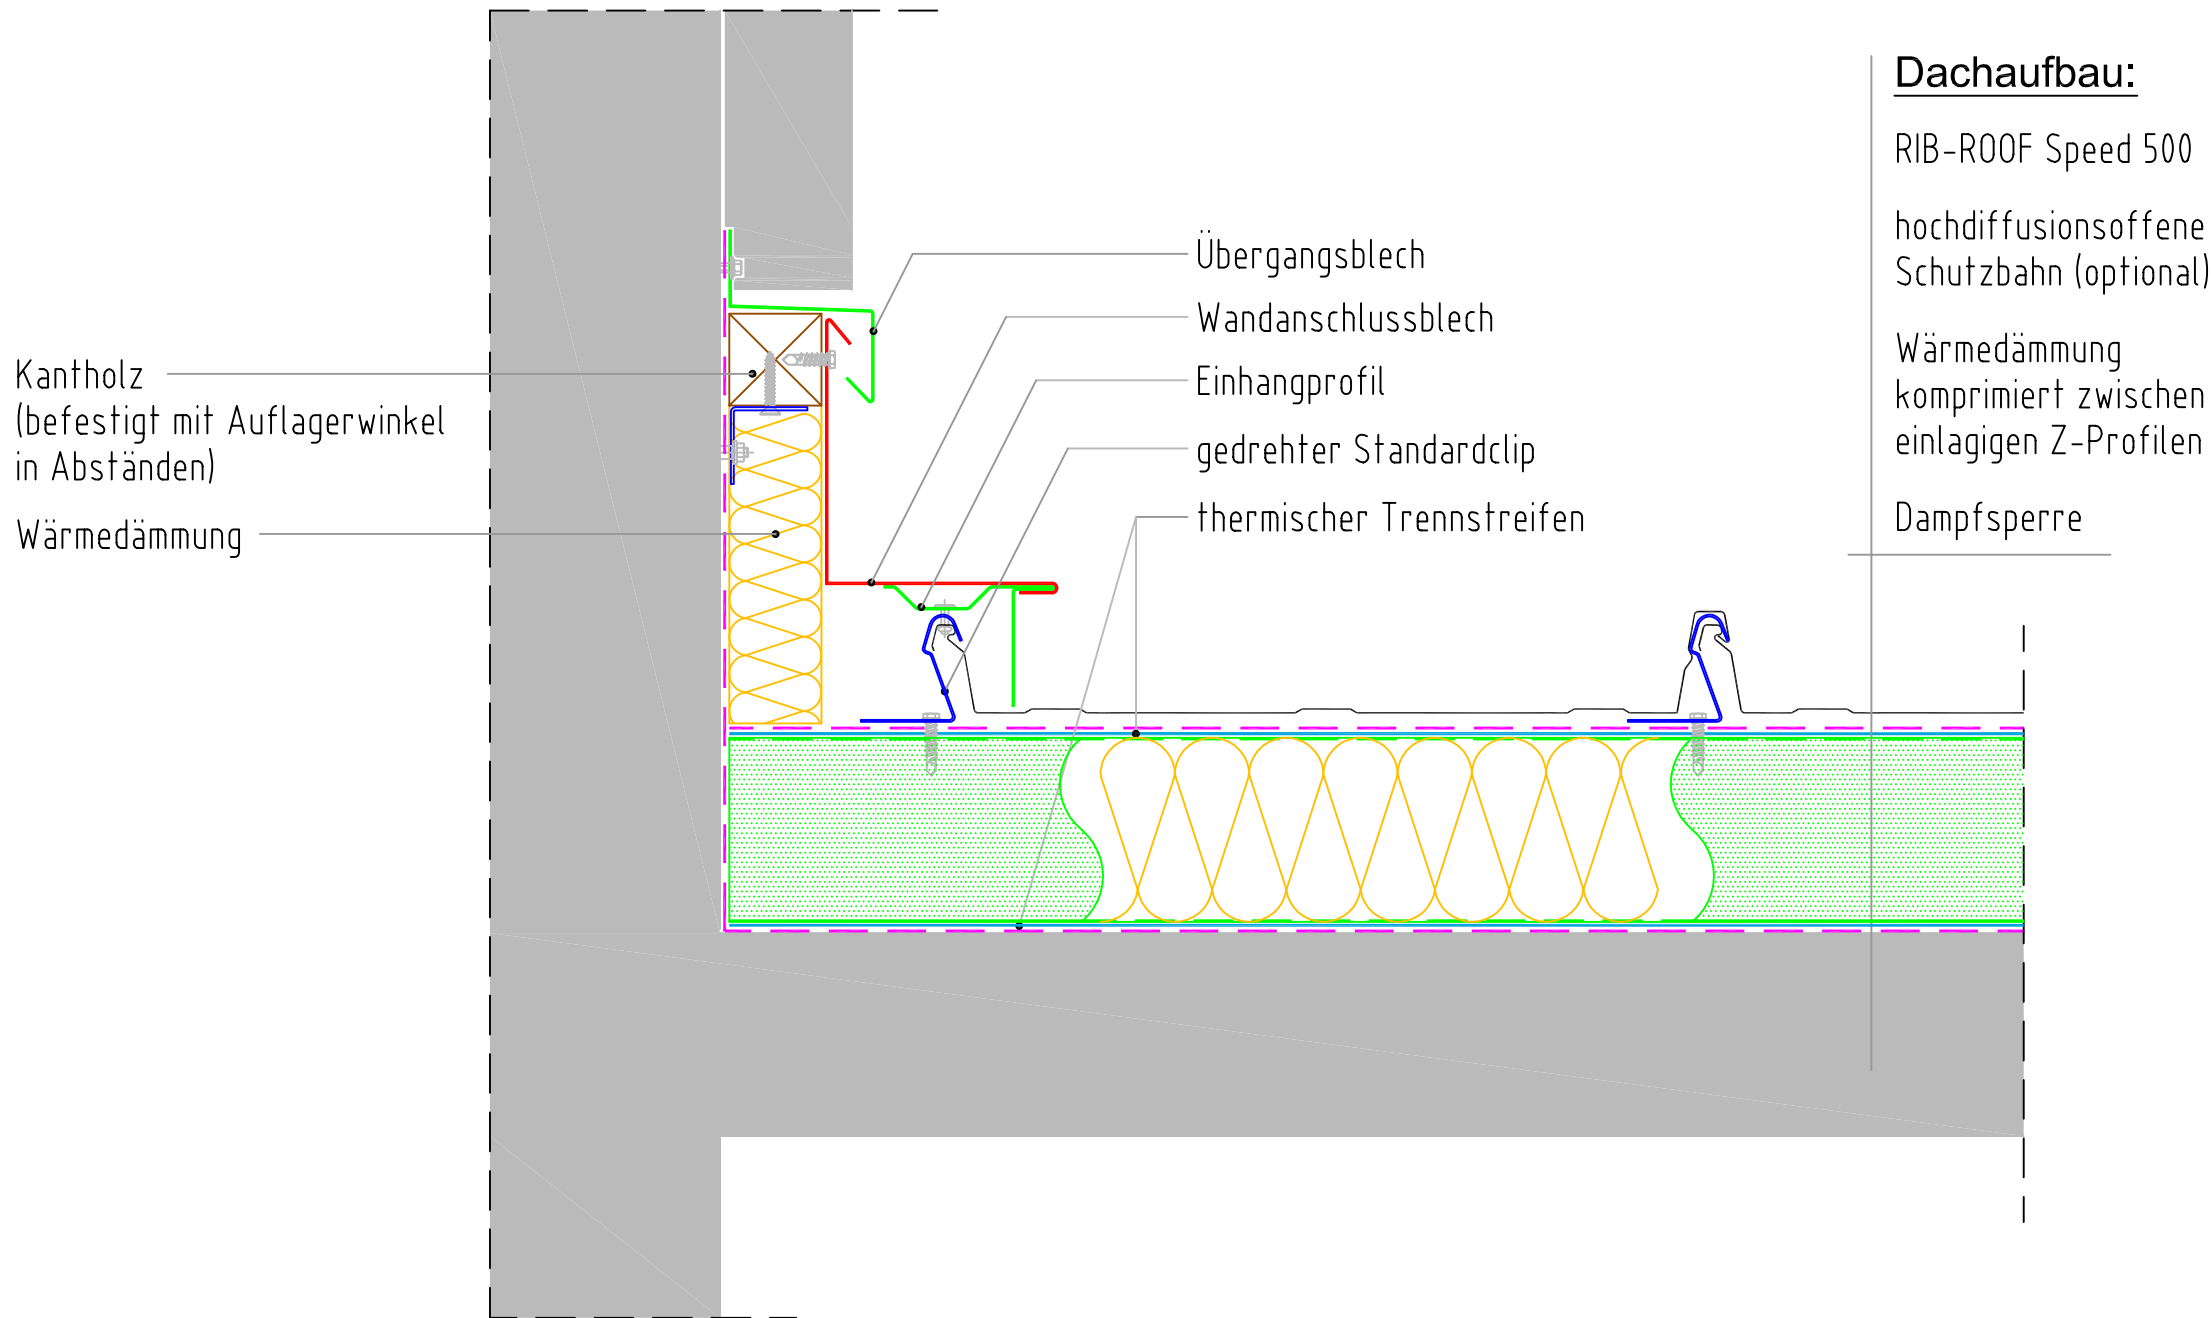 Dachaufbau:
RIB-ROOF Speed 500
hochdiffusionsoffene
Schutzbahn (optional)
Wärmedämmung
komprimiert zwischen
einlagigen Z-Profilen
Dampfsperre
Übergangsblech
Wandanschlussblech
Einhangprofil
gedrehter Standardclip
thermischer Trennstreifen
Kantholz
(befestigt mit Auflagerwinkel
in Abständen)
Wärmedämmung